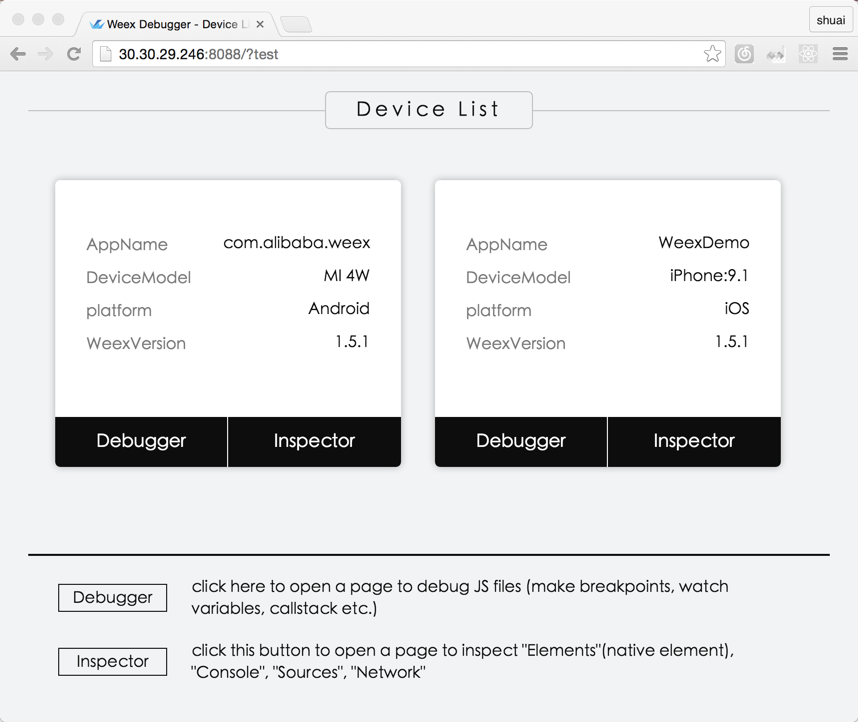 Weex Debugger - Device Li
shuai
30.30.29.246:8088/?test
Device List
AppName com.alibaba.weex
DeviceModel MI 4W
platform Android
WeexVersion 1.5.1
Debugger Inspector
AppName WeexDemo
DeviceModel iPhone:9.1
platform iOS
WeexVersion 1.5.1
Debugger Inspector
Debugger
click here to open a page to debug JS files (make breakpoints, watch
variables, callstack etc.)
Inspector
click this button to open a page to inspect "Elements"(native element),
"Console", "Sources", "Network"